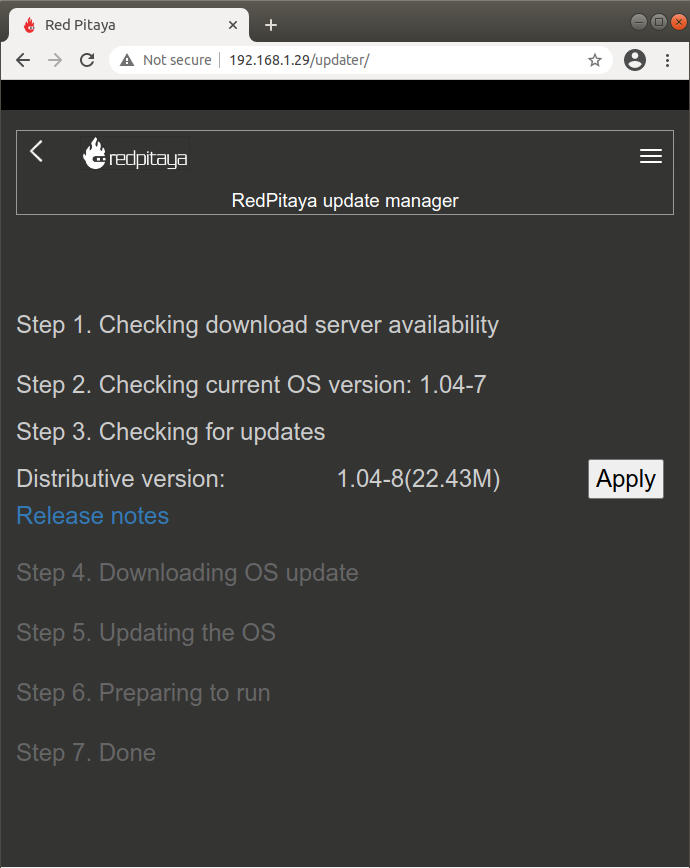 Red Pitaya
Not secure 192.168.1.29/updater/
redpitaya
RedPitaya update manager
Step 1. Checking download server availability
Step 2. Checking current OS version: 1.04-7
Step 3. Checking for updates
Distributive version: 1.04-8(22.43M) Apply
Release notes
Step 4. Downloading OS update
Step 5. Updating the OS
Step 6. Preparing to run
Step 7. Done